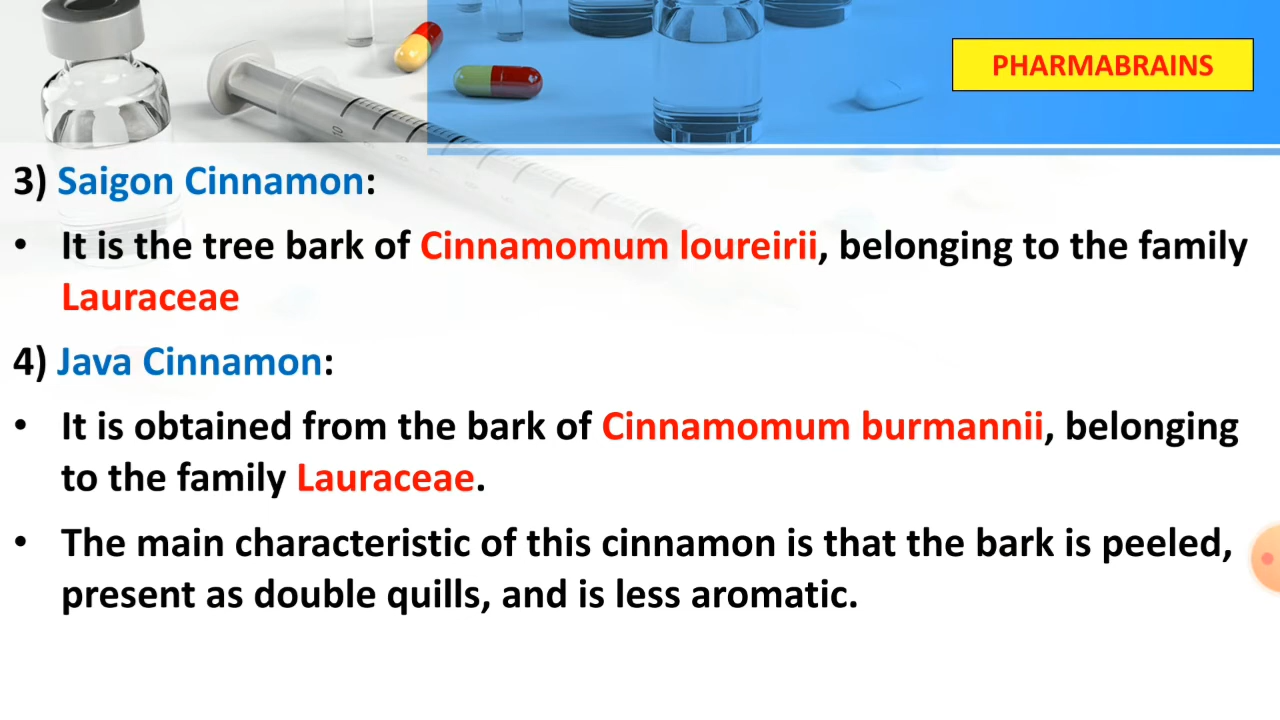 PHARMABRAINS
3) Saigon Cinnamon:
• It is the tree bark of Cinnamomum loureirii, belonging to the family
Lauraceae
4) Java Cinnamon:
• It is obtained from the bark of Cinnamomum burmannii, belonging
to the family Lauraceae.
• The main characteristic of this cinnamon is that the bark is peeled,
present as double quills, and is less aromatic.